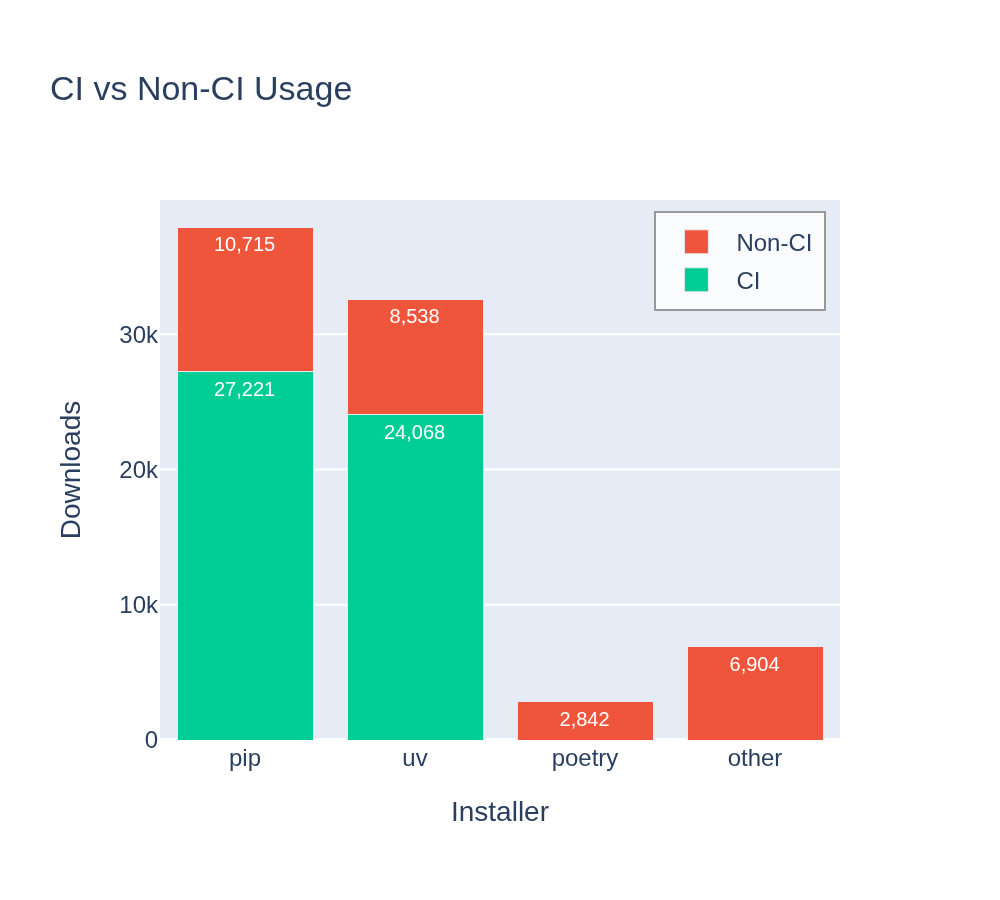 CI vs Non-CI Usage
Non-CI
CI
10,715
8,538
30k
27,221
24,068
20k
10k
6,904
2,842
0
pip
uv
poetry
other
Downloads
Installer